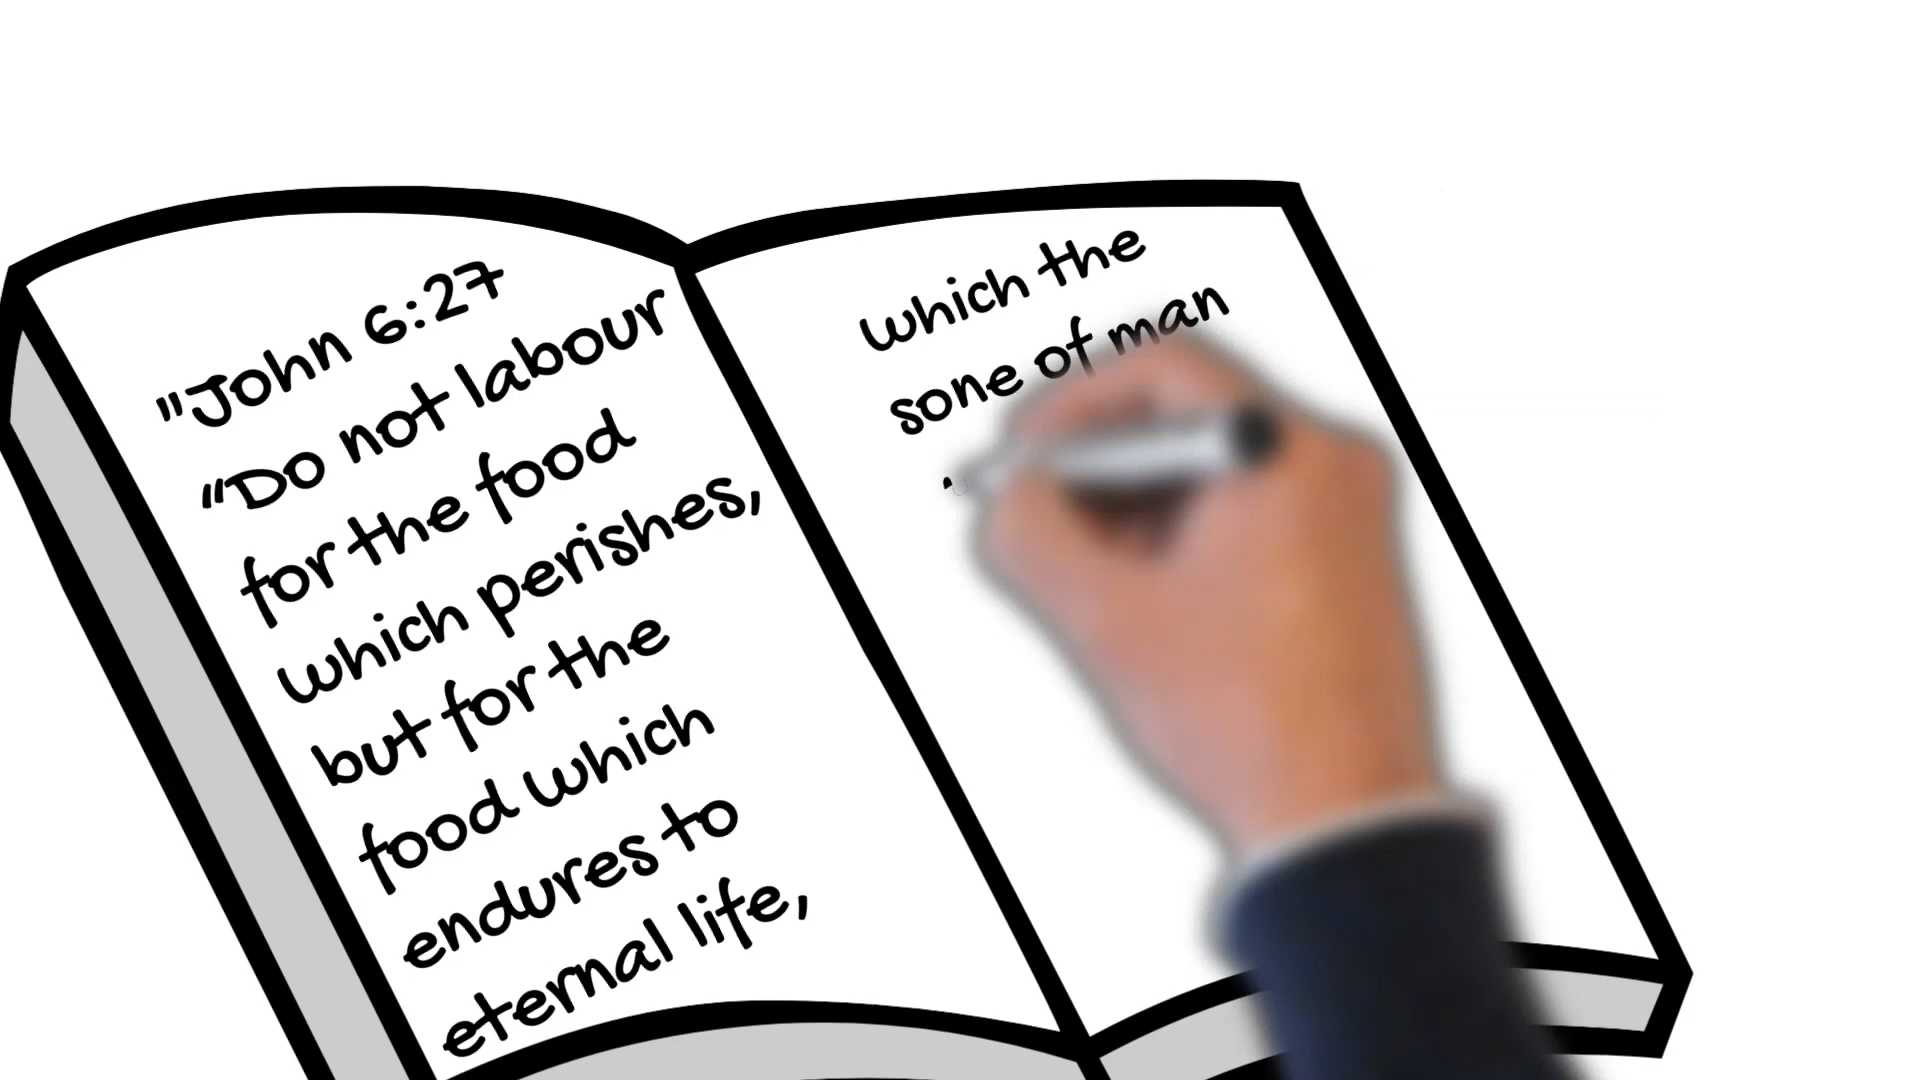 "John 6:27
"Do not labour
for the food
which perishes,
but for the
food which
endures to
eternal life,
which the
sone of man